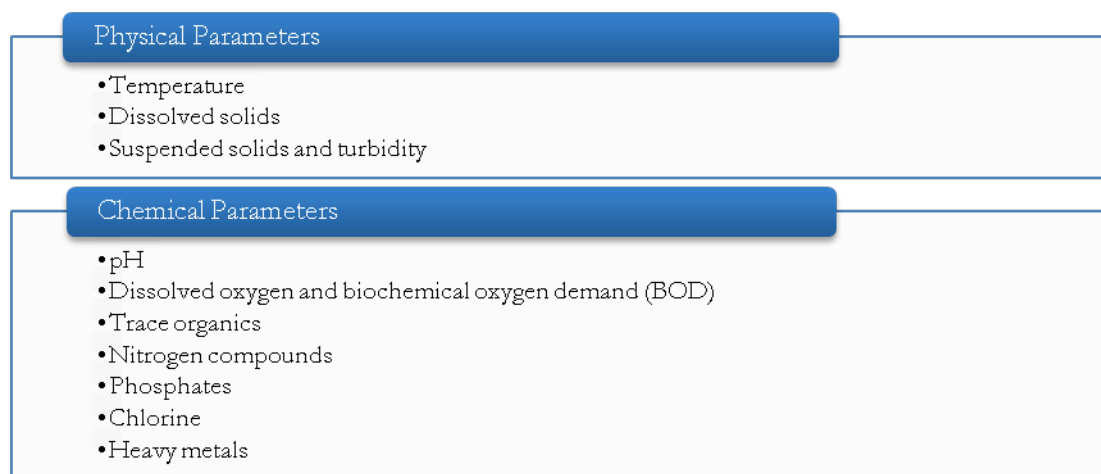 Physical Parameters
•Temperature
•Dissolved solids
•Suspended solids and turbidity
Chemical Parameters
•pH
•Dissolved oxygen and biochemical oxygen demand (BOD)
•Trace organics
•Nitrogen compounds
•Phosphates
•Chlorine
•Heavy metals